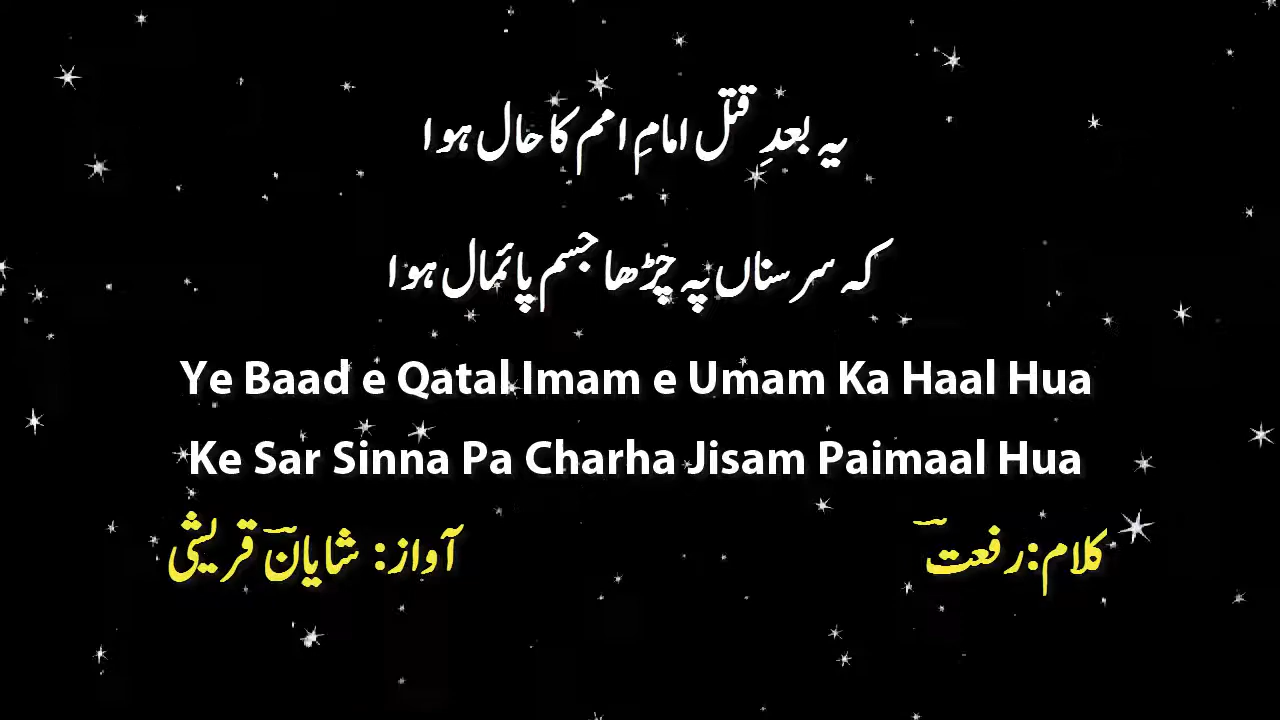 یہ بعدِ قتل امامِ امم کا حال ہوا
کہ سر سناں پہ چڑھا جسم پائمال ہوا
Ye Baad e Qatal Imam e Umam Ka Haal Hua
Ke Sar Sinna Pa Charha Jisam Paimaal Hua
کلام: رفعتؔ آواز: شایانؔ قریشی